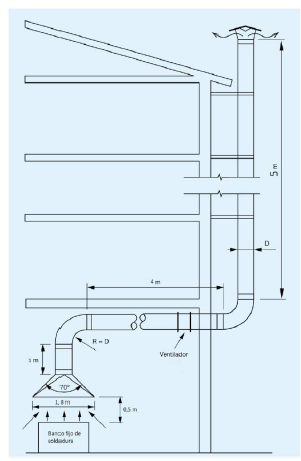 5 m
D
4 m
R = D
Ventilador
1 m
70°
1, 8 m
0,5 m
Banco fijo de
soldadura